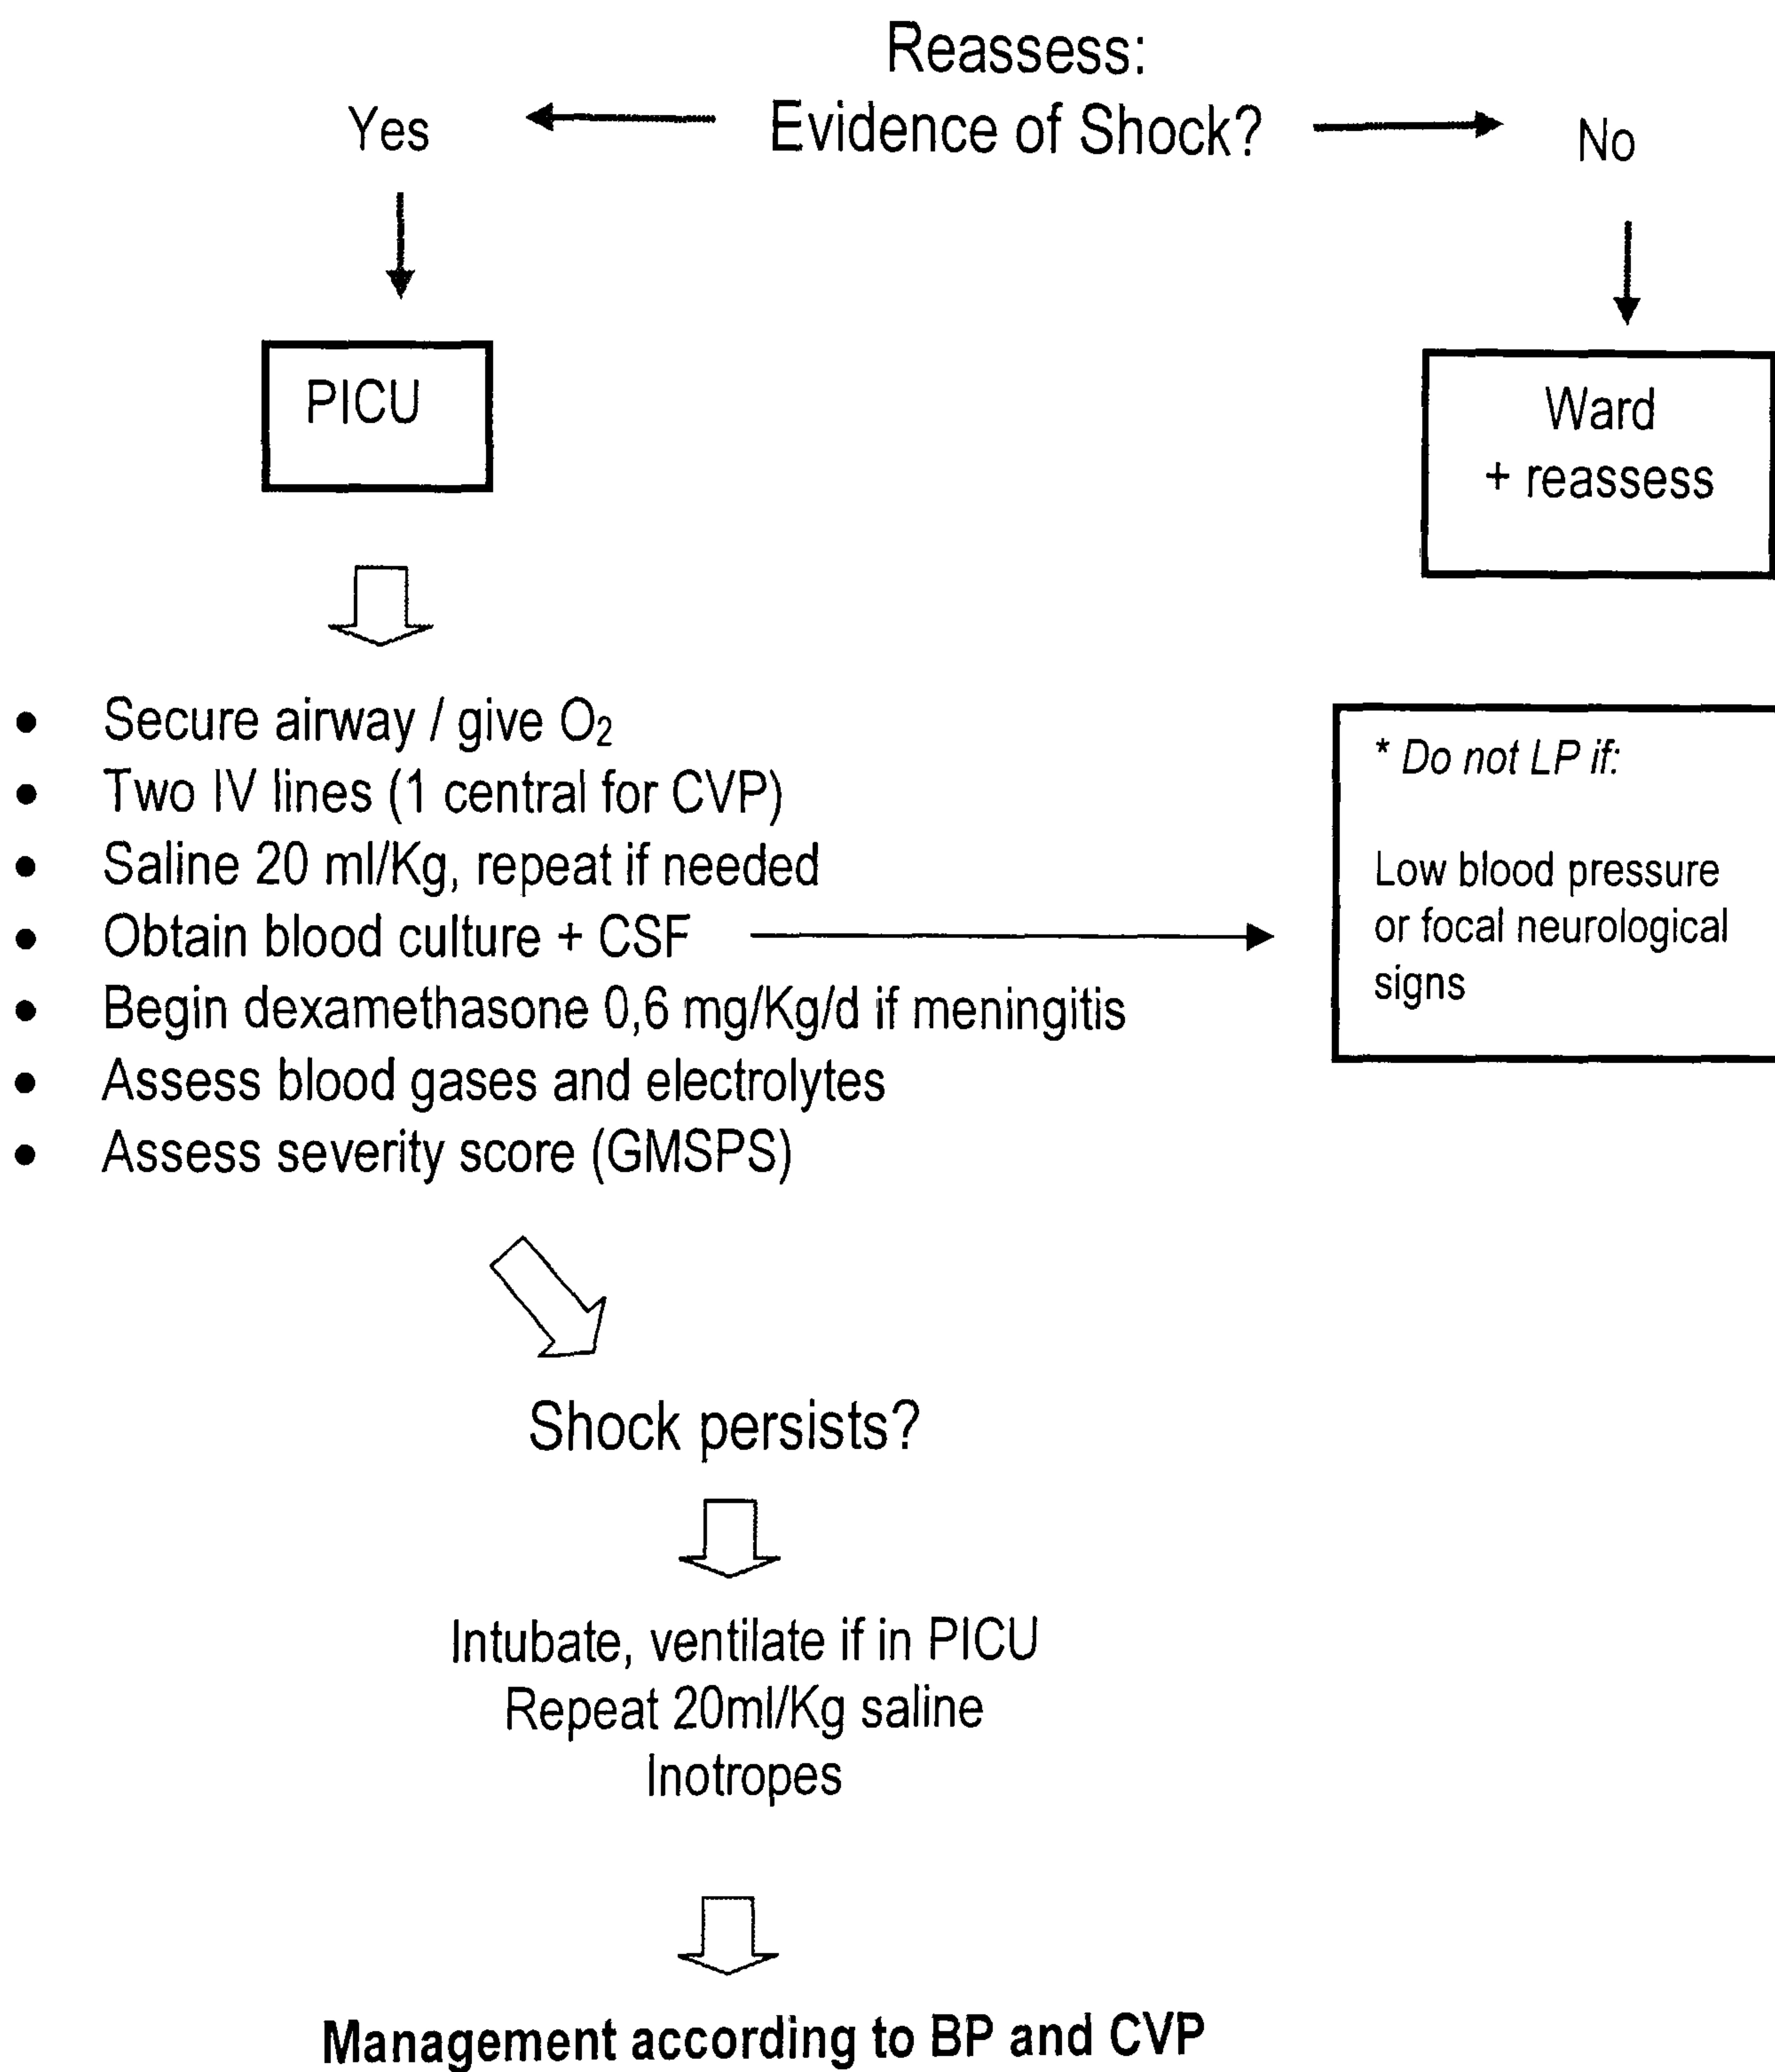 Reassess:
Yes
Evidence of Shock?
No
PICU
Ward
+ reassess
• Secure airway / give O₂
• Two IV lines (1 central for CVP)
• Saline 20 ml/Kg, repeat if needed
• Obtain blood culture + CSF
• Begin dexamethasone 0,6 mg/Kg/d if meningitis
• Assess blood gases and electrolytes
• Assess severity score (GMSPS)
* Do not LP if:
Low blood pressure
or focal neurological
signs
Shock persists?
Intubate, ventilate if in PICU
Repeat 20ml/Kg saline
Inotropes
Management according to BP and CVP